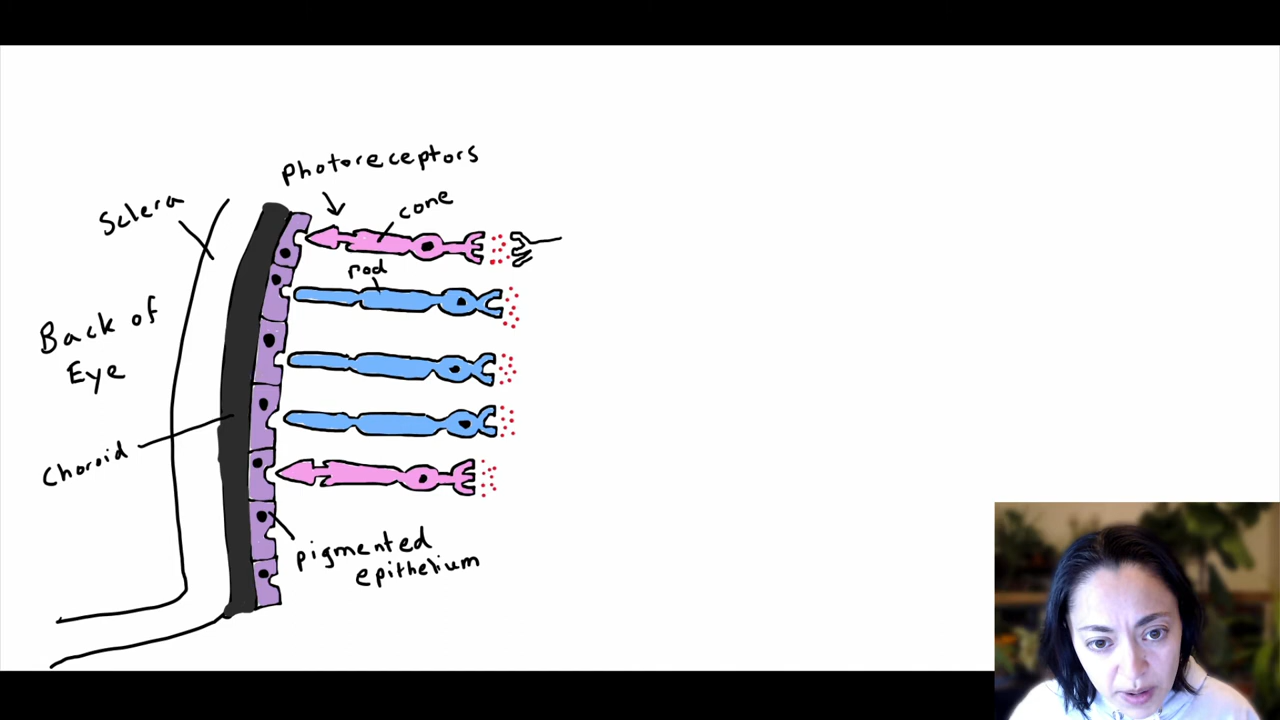 Photoreceptors
Sclera
cone
rod
Back of
Eye
Choroid
pigmented
epithelium